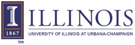 I ILLINOIS
1867
UNIVERSITY OF ILLINOIS AT URBANA-CHAMPAIGN